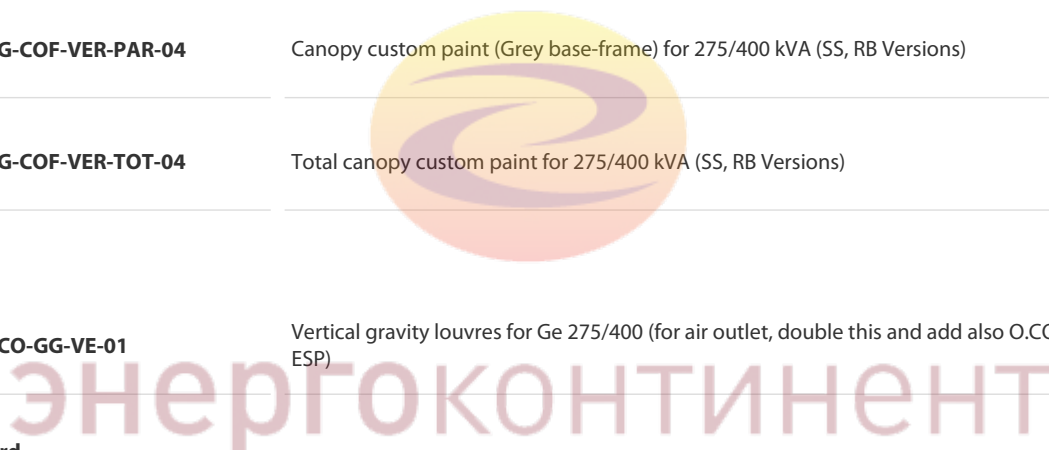 G-COF-VER-PAR-04 Canopy custom paint (Grey base-frame) for 275/400 kVA (SS, RB Versions)
G-COF-VER-TOT-04 Total canopy custom paint for 275/400 kVA (SS, RB Versions)
Vertical gravity louvres for Ge 275/400 (for air outlet, double this and add also O.CO
CO-GG-VE-01
ESP)
энергоконтинент
rd